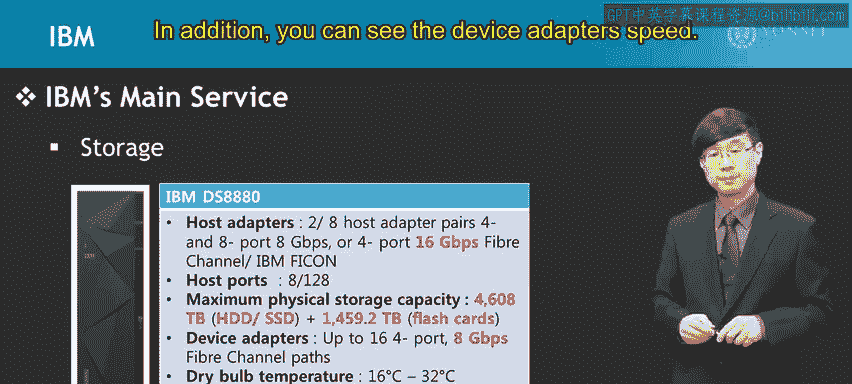 GPT中英字幕课程资源@bilibili.com
IBM
In addition, you can see the device adapters speed.
YONSEI
❖ IBM's Main Service
▪ Storage
IBM DS8880
• Host adapters : 2/ 8 host adapter pairs 4-
and 8- port 8 Gbps, or 4- port 16 Gbps Fibre
Channel/ IBM FICON
• Host ports : 8/128
• Maximum physical storage capacity : 4,608
TB (HDD/ SSD) + 1,459.2 TB (flash cards)
• Device adapters : Up to 16 4- port, 8 Gbps
Fibre Channel paths
• Dry bulb temperature : 16°C – 32°C